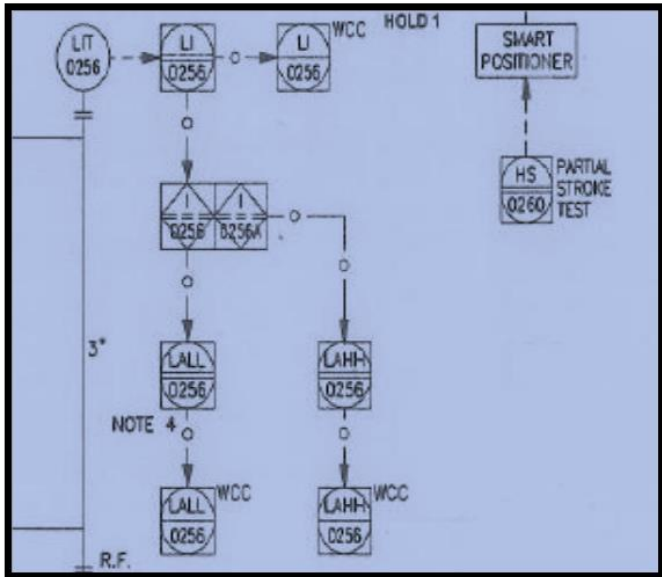 LIT
0256
LI
0256
LI
0256
WCC
HOLD 1
SMART
POSITIONER
HS
0260
PARTIAL
STROKE
TEST
I
0256
I
0256A
3"
LALL
0256
LAHH
0256
NOTE 4
LALL
0256
WCC
LAHH
0256
WCC
R.F.